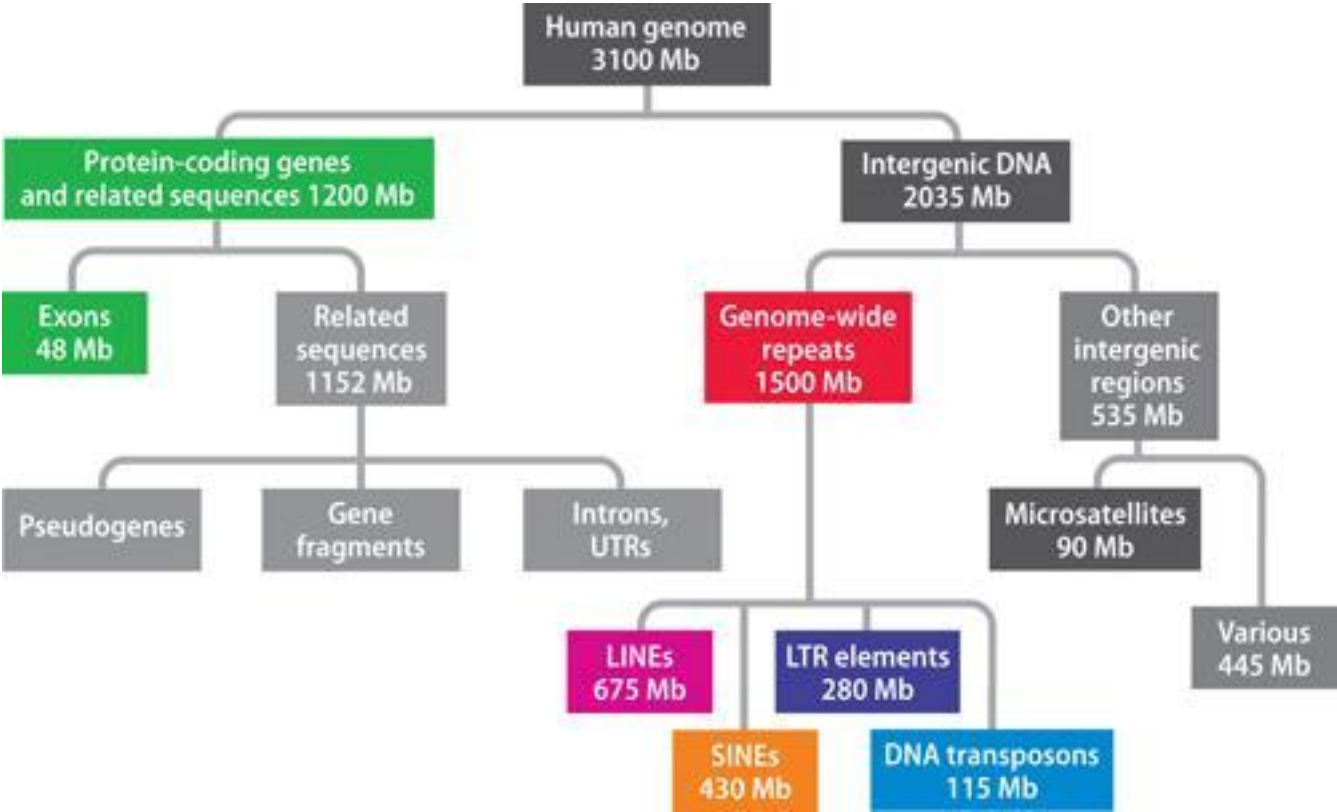 Human genome
3100 Mb
Protein-coding genes
and related sequences 1200 Mb
Intergenic DNA
2035 Mb
Exons
48 Mb
Related
sequences
1152 Mb
Genome-wide
repeats
1500 Mb
Other
intergenic
regions
535 Mb
Pseudogenes
Gene
fragments
Introns,
UTRs
Microsatellites
90 Mb
LINEs
675 Mb
LTR elements
280 Mb
Various
445 Mb
SINEs
430 Mb
DNA transposons
115 Mb